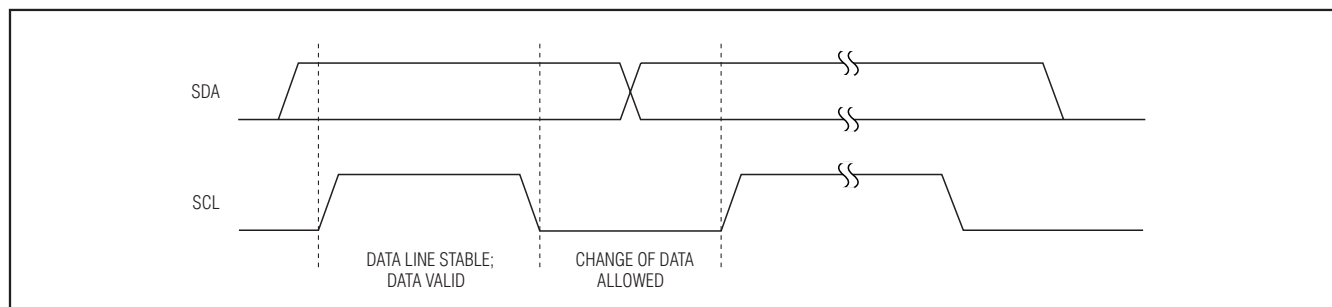 SDA
SCL
DATA LINE STABLE;
DATA VALID
CHANGE OF DATA
ALLOWED